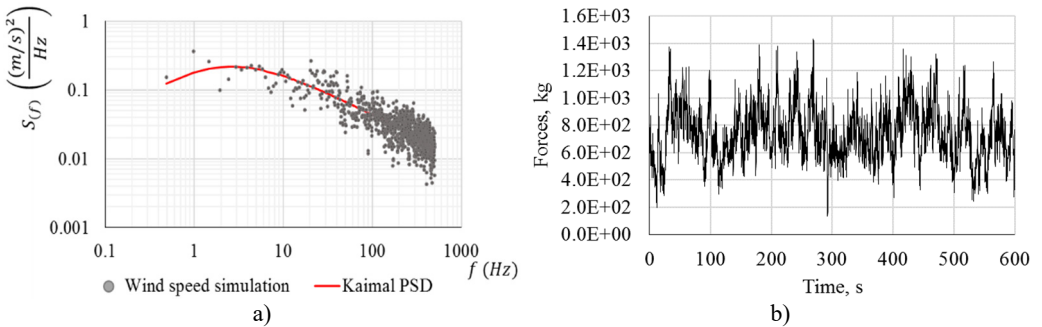 S(f) ((m/s)²/Hz)
1
0.1
0.01
0.001
0.1 1 10 100 1000
f (Hz)
Wind speed simulation Kaimal PSD
a)
Forces, kg
1.6E+03
1.4E+03
1.2E+03
1.0E+03
8.0E+02
6.0E+02
4.0E+02
2.0E+02
0.0E+00
0 100 200 300 400 500 600
Time, s
b)